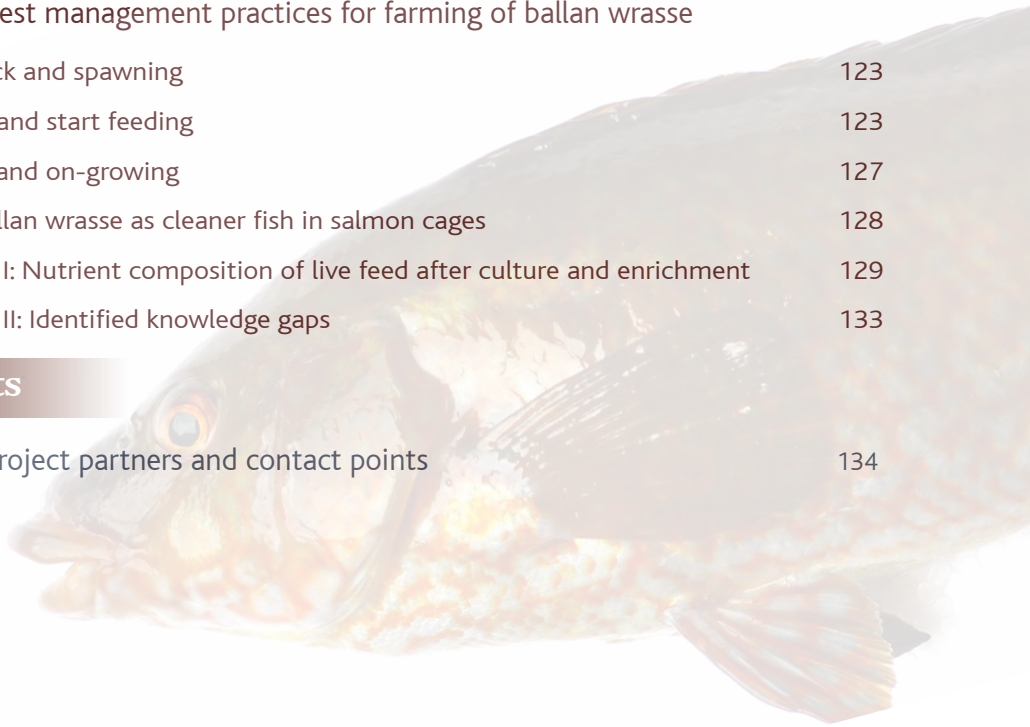 est management practices for farming of ballan wrasse
ck and spawning 123
and start feeding 123
and on-growing 127
llan wrasse as cleaner fish in salmon cages 128
I: Nutrient composition of live feed after culture and enrichment 129
II: Identified knowledge gaps 133
ts
roject partners and contact points 134